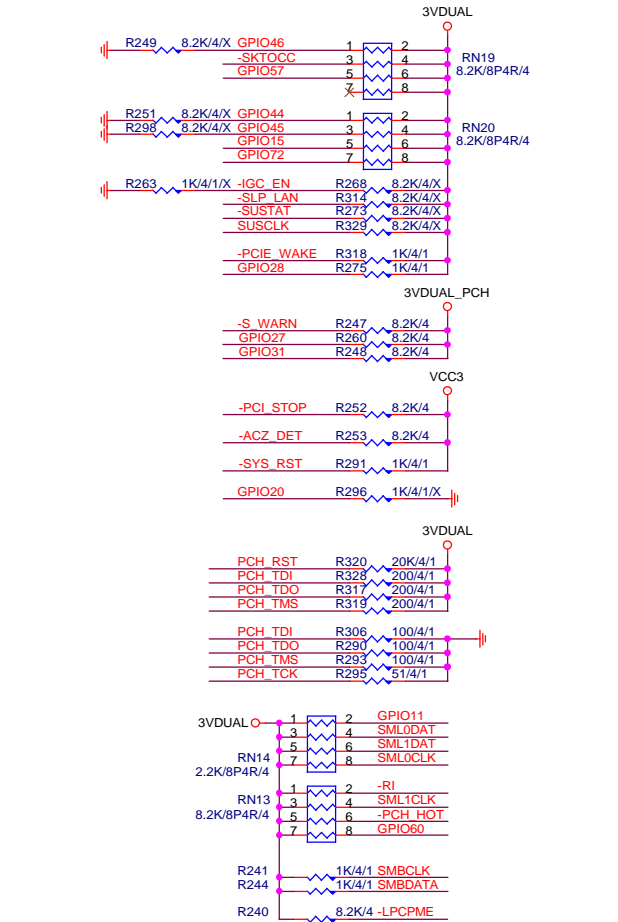 3VDUAL
R249 8.2K/4/X GPIO46 1 2
-SKTOCC 3 4 RN19
GPIO57 5 6 8.2K/8P4R/4
7 8
R251 8.2K/4/X GPIO44 1 2
R298 8.2K/4/X GPIO45 3 4 RN20
GPIO15 5 6 8.2K/8P4R/4
GPIO72 7 8
R263 1K/4/1/X -IGC_EN R268 8.2K/4/X
-SLP_LAN R314 8.2K/4/X
-SUSTAT R273 8.2K/4/X
SUSCLK R329 8.2K/4/X
-PCIE_WAKE R318 1K/4/1
GPIO28 R275 1K/4/1
3VDUAL_PCH
-S_WARN R247 8.2K/4
GPIO27 R260 8.2K/4
GPIO31 R248 8.2K/4
VCC3
-PCI_STOP R252 8.2K/4
-ACZ_DET R253 8.2K/4
-SYS_RST R291 1K/4/1
GPIO20 R296 1K/4/1/X
3VDUAL
PCH_RST R320 20K/4/1
PCH_TDI R328 200/4/1
PCH_TDO R317 200/4/1
PCH_TMS R319 200/4/1
PCH_TDI R306 100/4/1
PCH_TDO R290 100/4/1
PCH_TMS R293 100/4/1
PCH_TCK R295 51/4/1
3VDUAL 1 2 GPIO11
3 4 SML0DAT
RN14 5 6 SML1DAT
2.2K/8P4R/4 7 8 SML0CLK
1 2 -RI
RN13 3 4 SML1CLK
8.2K/8P4R/4 5 6 -PCH_HOT
7 8 GPIO60
R241 1K/4/1 SMBCLK
R244 1K/4/1 SMBDATA
R240 8.2K/4 -LPCPME